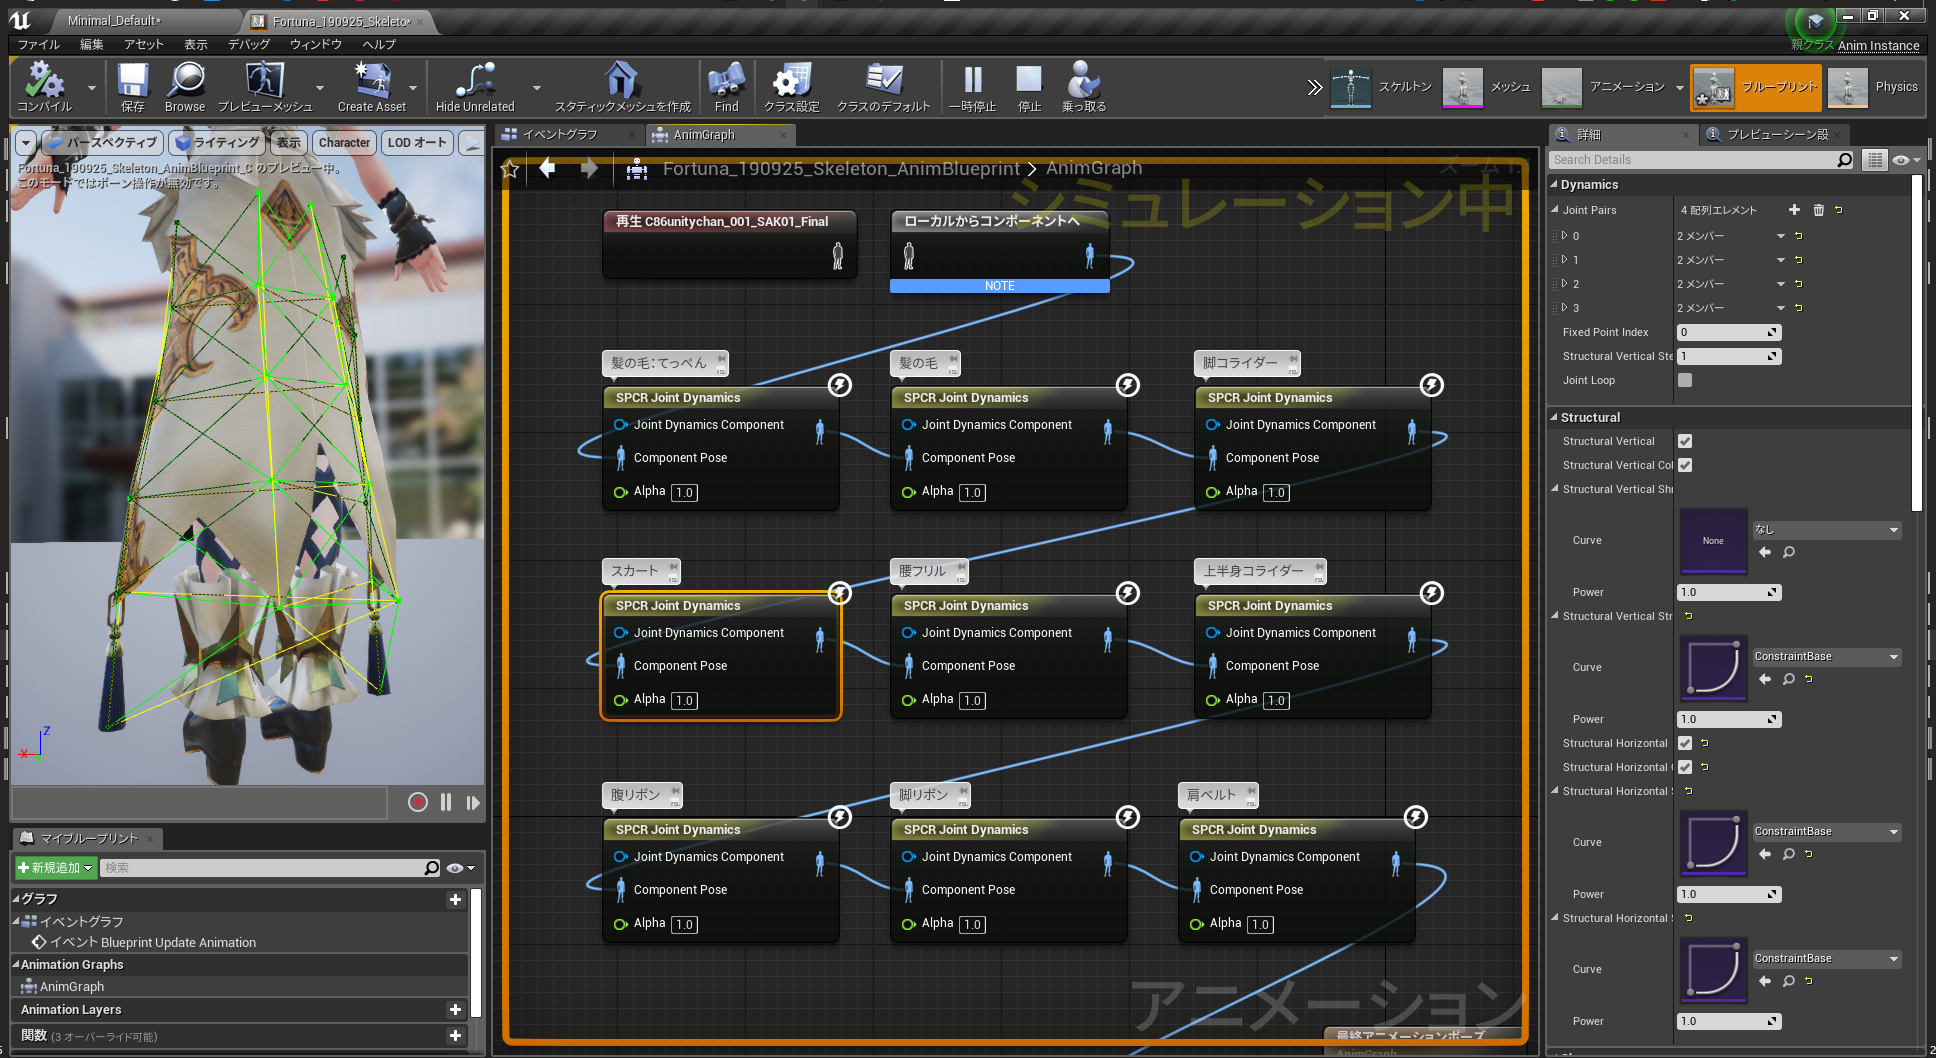 Minimal_Default*
Fortuna_190925_Skeleto*
ファイル 編集 アセット 表示 デバッグ ウィンドウ ヘルプ
親クラス Anim Instance
コンパイル
保存
Browse
プレビューメッシュ
Create Asset
Hide Unrelated
スタティックメッシュを作成
Find
クラス設定
クラスのデフォルト
一時停止
停止
乗っ取る
スケルトン
メッシュ
アニメーション
ブループリント
Physics
パースペクティブ
ライティング
表示
Character
LOD オート
Fortuna_190925_Skeleton_AnimBlueprint_C のプレビュー中。
このモードではボーン操作が無効です。
Z
X
マイブループリント
新規追加
検索
グラフ
イベントグラフ
イベント Blueprint Update Animation
Animation Graphs
AnimGraph
Animation Layers
関数 (3 オーバーライド可能)
イベントグラフ
AnimGraph
Fortuna_190925_Skeleton_AnimBlueprint > AnimGraph
シミュレーション中
再生 C86unitychan_001_SAK01_Final
ローカルからコンポーネントへ
NOTE
髪の毛:てっぺん
SPCR Joint Dynamics
Joint Dynamics Component
Component Pose
Alpha 1.0
髪の毛
SPCR Joint Dynamics
Joint Dynamics Component
Component Pose
Alpha 1.0
脚コライダー
SPCR Joint Dynamics
Joint Dynamics Component
Component Pose
Alpha 1.0
スカート
SPCR Joint Dynamics
Joint Dynamics Component
Component Pose
Alpha 1.0
腰フリル
SPCR Joint Dynamics
Joint Dynamics Component
Component Pose
Alpha 1.0
上半身コライダー
SPCR Joint Dynamics
Joint Dynamics Component
Component Pose
Alpha 1.0
腹リボン
SPCR Joint Dynamics
Joint Dynamics Component
Component Pose
Alpha 1.0
脚リボン
SPCR Joint Dynamics
Joint Dynamics Component
Component Pose
Alpha 1.0
肩ベルト
SPCR Joint Dynamics
Joint Dynamics Component
Component Pose
Alpha 1.0
アニメーション
最終アニメーションポーズ
AnimGraph
詳細
プレビューシーン設
Search Details
Dynamics
Joint Pairs 4 配列エレメント
0 2 メンバー
1 2 メンバー
2 2 メンバー
3 2 メンバー
Fixed Point Index 0
Structural Vertical Ste 1
Joint Loop
Structural
Structural Vertical
Structural Vertical Col
Structural Vertical Shr
Curve None なし
Power 1.0
Structural Vertical Str
Curve ConstraintBase
Power 1.0
Structural Horizontal
Structural Horizontal
Structural Horizontal
Curve ConstraintBase
Power 1.0
Structural Horizontal
Curve ConstraintBase
Power 1.0